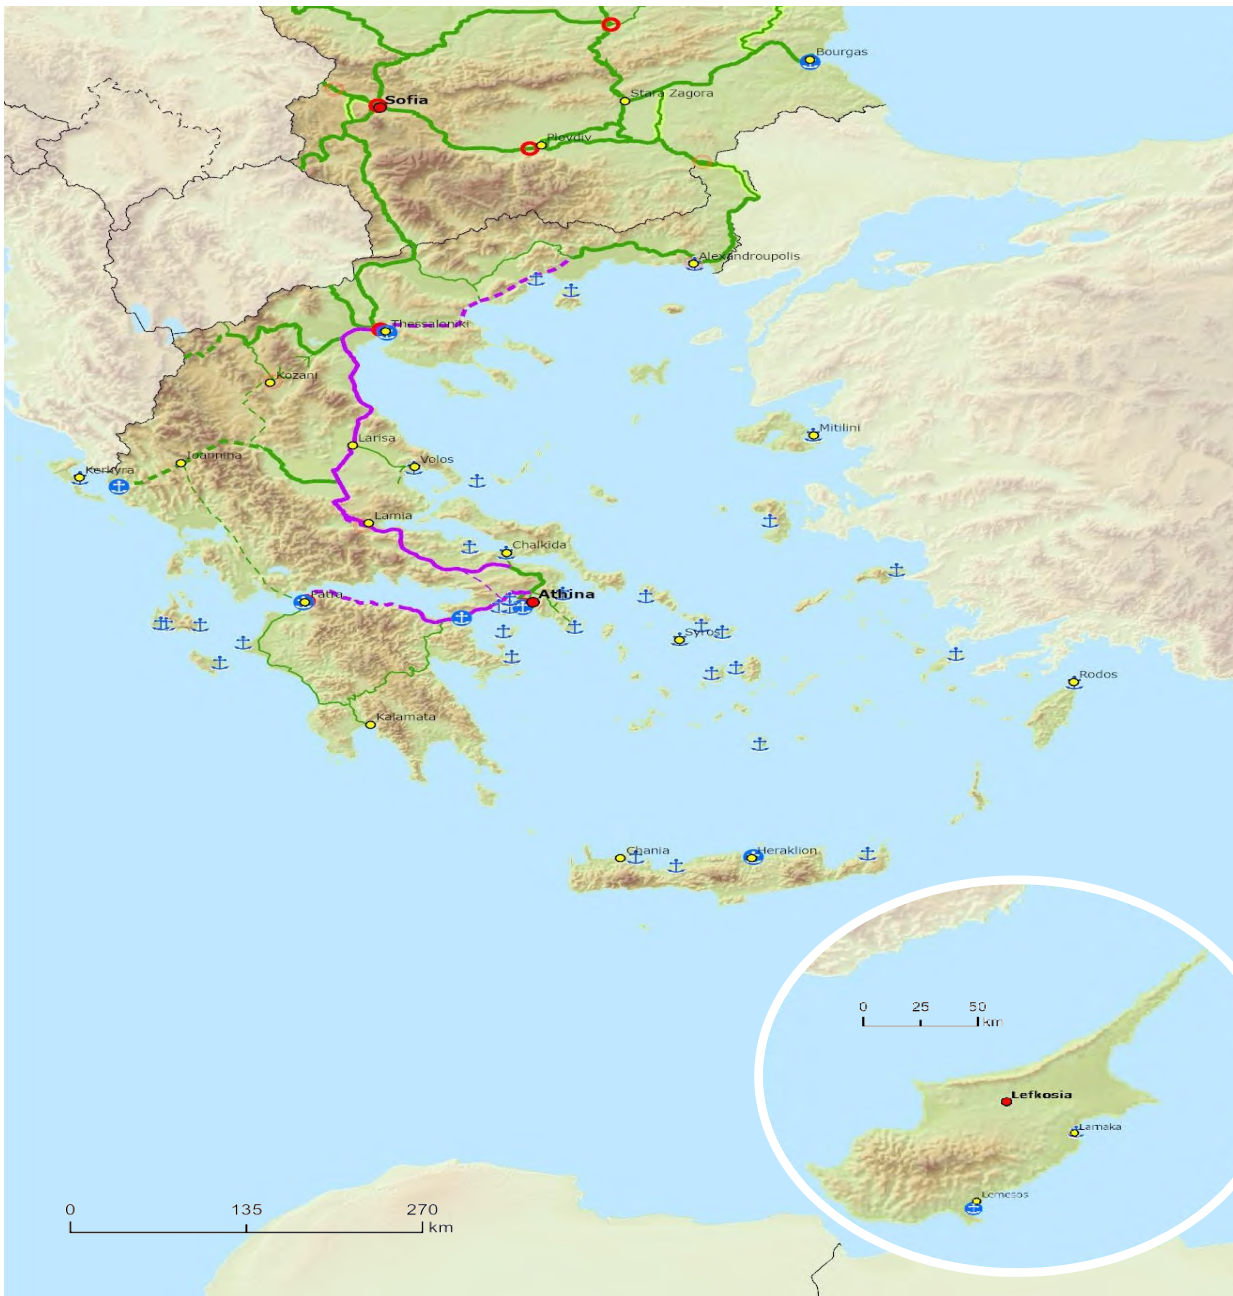 Bourgas
Sofia
Stara Zagora
Plovdiv
Alexandroupolis
Thessaloniki
Kozani
Mitilini
Larisa
Ioannina
Volos
Kerkyra
Lamia
Chalkida
Patra
Athina
Syros
Rodos
Kalamata
Chania
Heraklion
0 25 50
km
Lefkosia
Larnaka
Lemesos
0 135 270
km